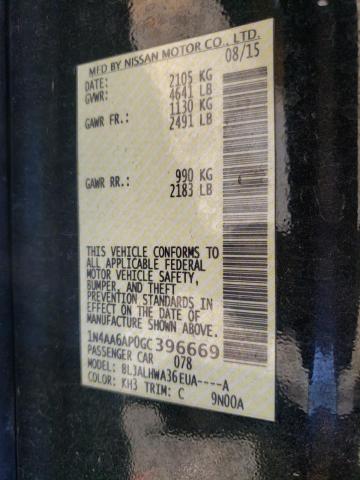 MFD BY NISSAN MOTOR CO., LTD.
DATE: 08/15
GVWR: 2105 KG
4641 LB
GAWR FR.: 1130 KG
2491 LB
GAWR RR.: 990 KG
2183 LB
THIS VEHICLE CONFORMS TO
ALL APPLICABLE FEDERAL
MOTOR VEHICLE SAFETY,
BUMPER, AND THEFT
PREVENTION STANDARDS IN
EFFECT ON THE DATE OF
MANUFACTURE SHOWN ABOVE.
1N4AA6AP0GC396669
PASSENGER CAR 078
MODEL: BLJALHWA36EUA----A
COLOR: KH3 TRIM: C 9N00A